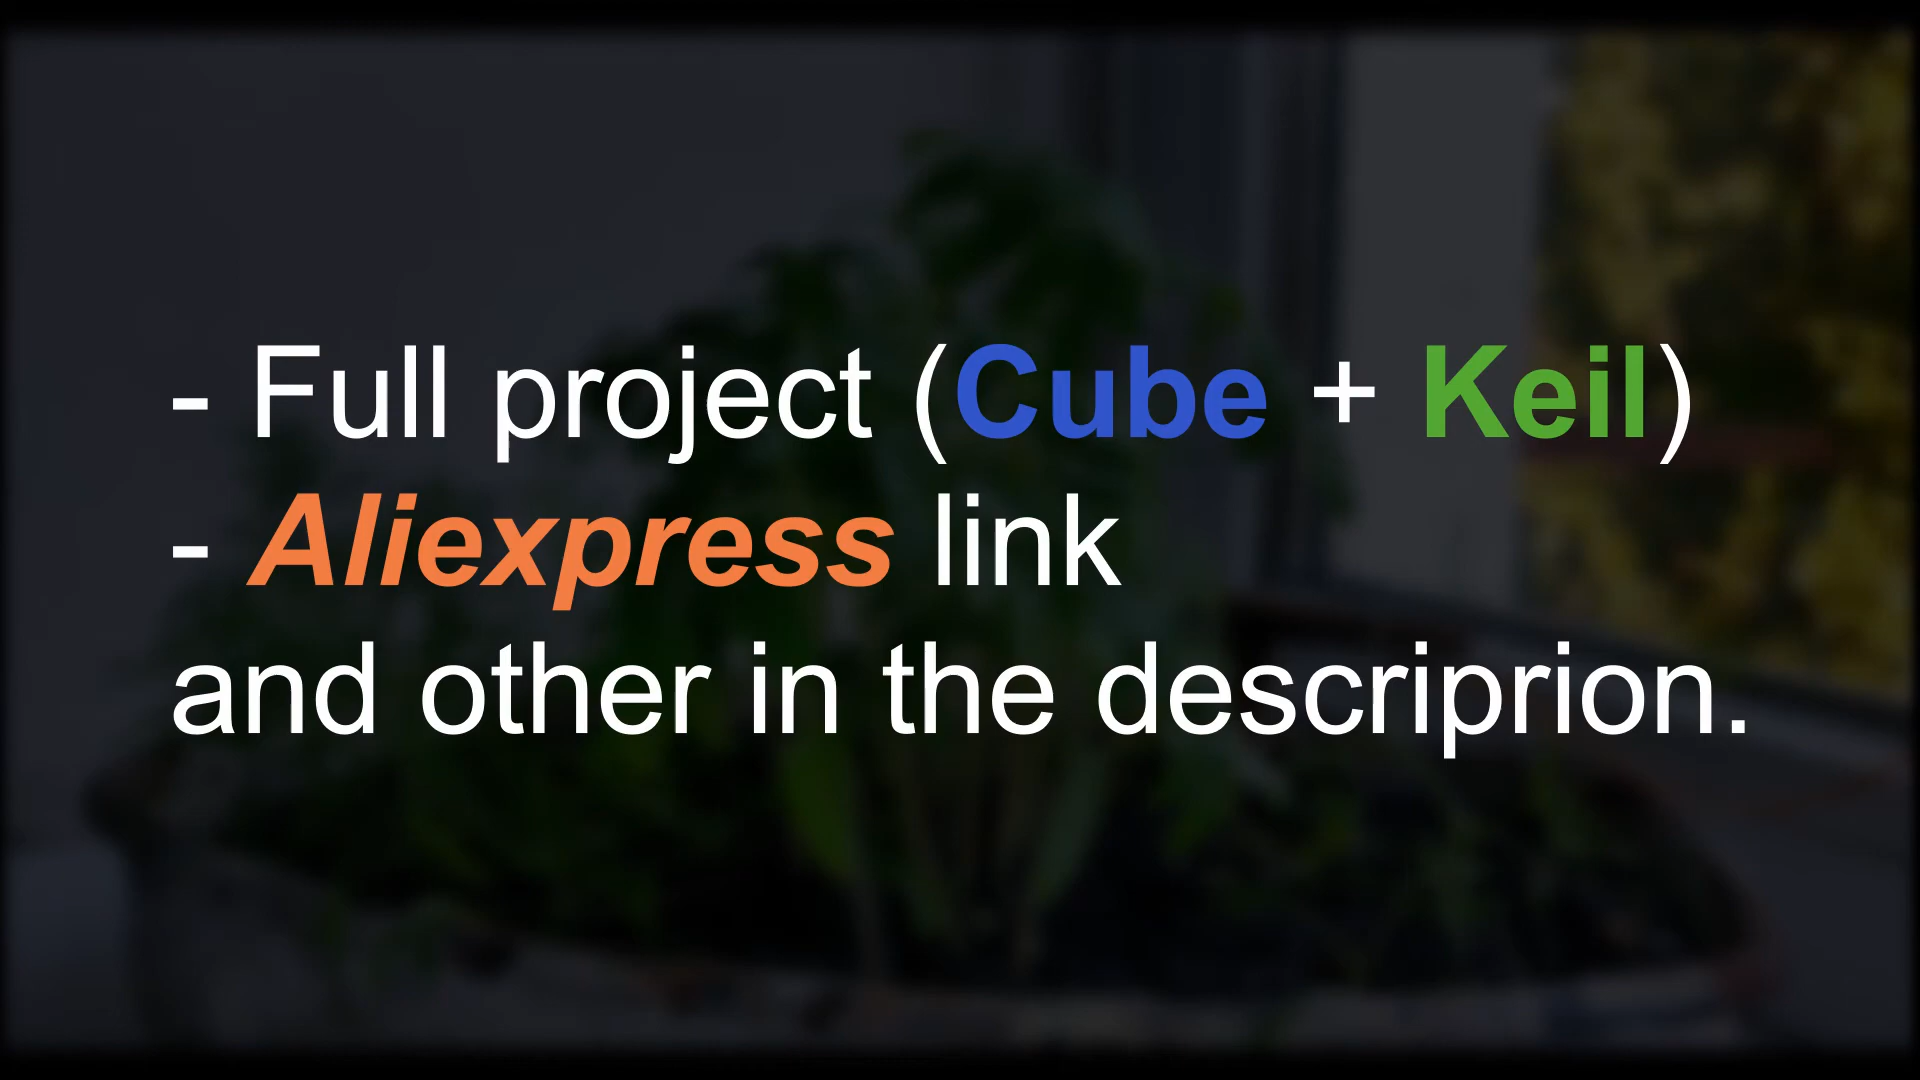 - Full project (Cube + Keil)
- Aliexpress link
and other in the descriprion.